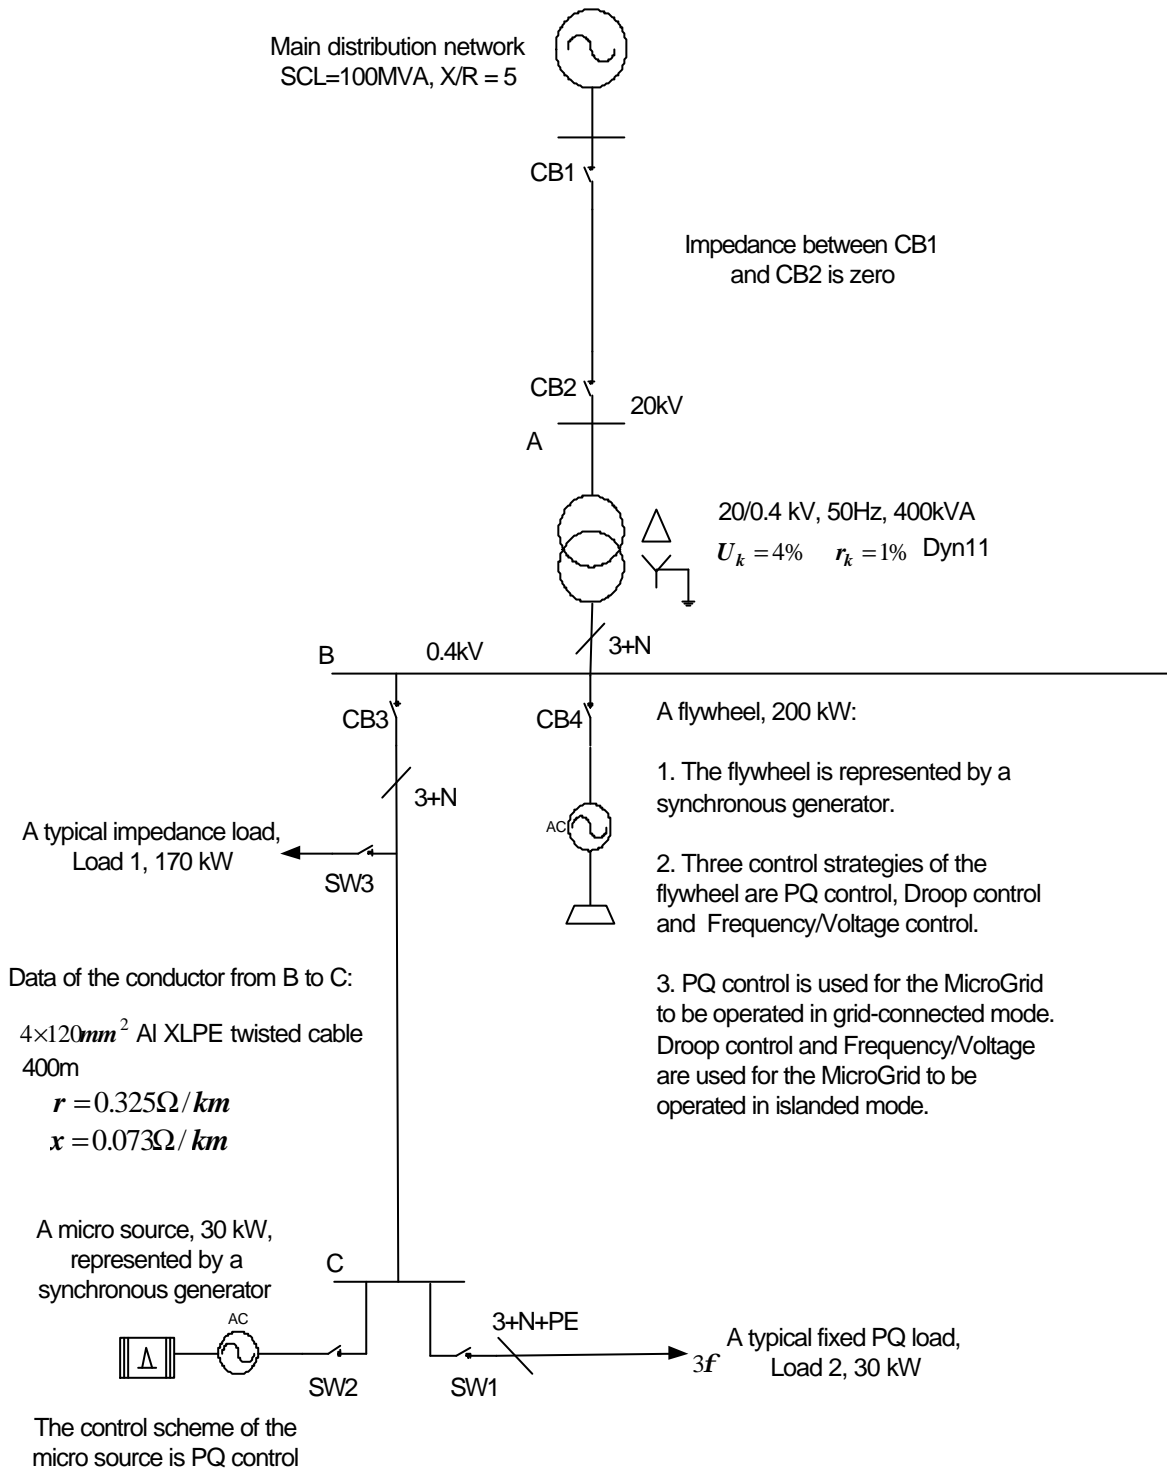 Main distribution network
SCL=100MVA, X/R = 5
CB1
Impedance between CB1
and CB2 is zero
CB2
20kV
A
20/0.4 kV, 50Hz, 400kVA
U_k = 4% r_k = 1% Dyn11
3+N
B
0.4kV
CB3
CB4
A flywheel, 200 kW:
1. The flywheel is represented by a
synchronous generator.
2. Three control strategies of the
flywheel are PQ control, Droop control
and Frequency/Voltage control.
3. PQ control is used for the MicroGrid
to be operated in grid-connected mode.
Droop control and Frequency/Voltage
are used for the MicroGrid to be
operated in islanded mode.
3+N
AC
A typical impedance load,
Load 1, 170 kW
SW3
Data of the conductor from B to C:
4×120mm² Al XLPE twisted cable
400m
r = 0.325Ω/km
x = 0.073Ω/km
A micro source, 30 kW,
represented by a
synchronous generator
C
AC
SW2
SW1
3+N+PE
3f
A typical fixed PQ load,
Load 2, 30 kW
The control scheme of the
micro source is PQ control